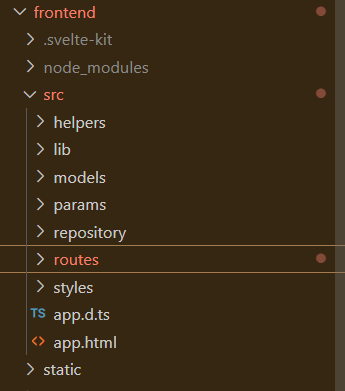 frontend
.svelte-kit
node_modules
src
helpers
lib
models
params
repository
routes
styles
TS app.d.ts
<> app.html
static